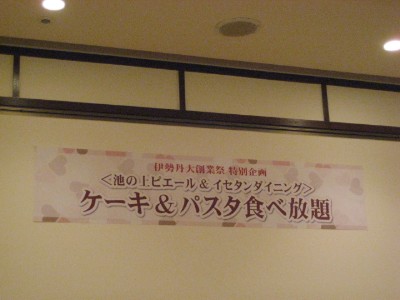 伊勢丹大創業祭 特別企画
＜池の上ピエール＆イセタンダイニング＞
ケーキ＆パスタ食べ放題